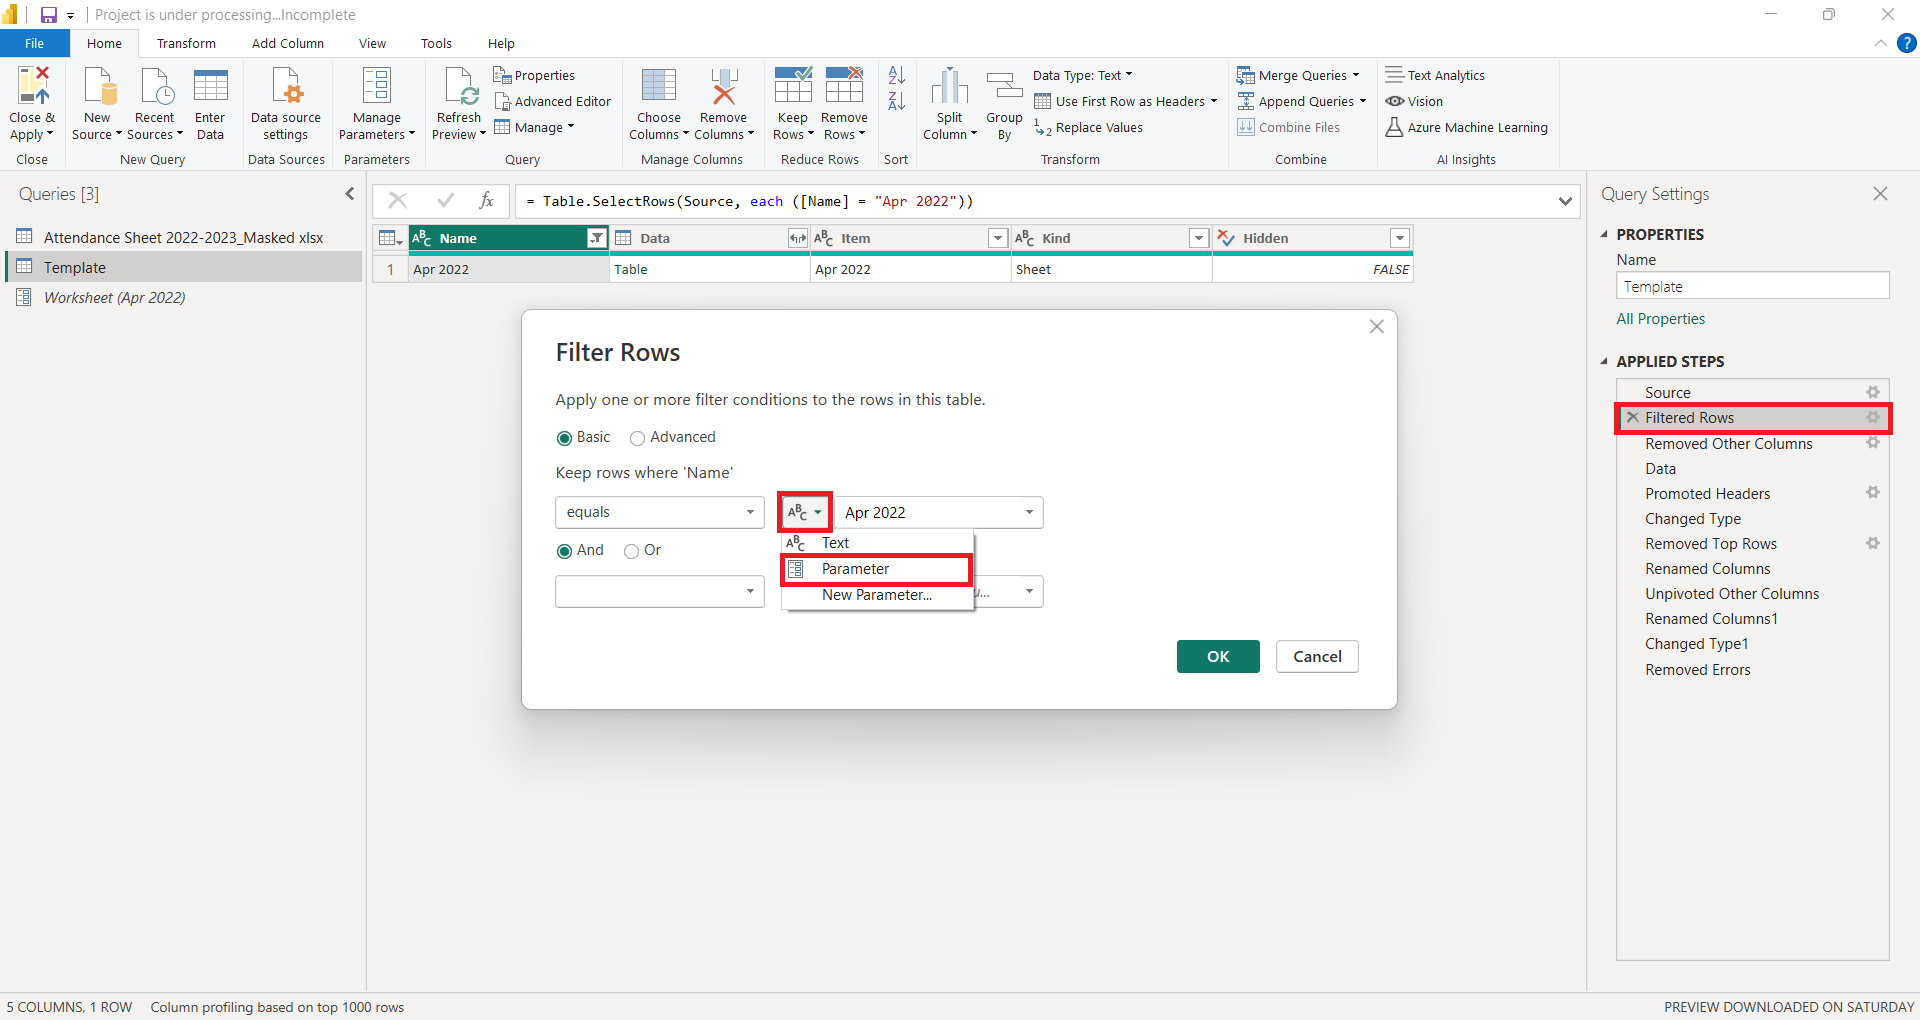 Project is under processing...Incomplete
File Home Transform Add Column View Tools Help
?
Close & Apply
Close
New Source
Recent Sources
Enter Data
New Query
Data source settings
Data Sources
Manage Parameters
Parameters
Refresh Preview
Properties
Advanced Editor
Manage
Query
Choose Columns
Remove Columns
Manage Columns
Keep Rows
Remove Rows
Reduce Rows
A
Z
Z
A
Sort
Split Column
Group By
Data Type: Text
Use First Row as Headers
1
2
Replace Values
Transform
Merge Queries
Append Queries
Combine Files
Combine
Text Analytics
Vision
Azure Machine Learning
AI Insights
Queries [3]
Attendance Sheet 2022-2023_Masked xlsx
Template
Worksheet (Apr 2022)
fx
= Table.SelectRows(Source, each ([Name] = "Apr 2022"))
ABC Name Data ABC Item ABC Kind Hidden
1 Apr 2022 Table Apr 2022 Sheet FALSE
Filter Rows
Apply one or more filter conditions to the rows in this table.
Basic Advanced
Keep rows where 'Name'
equals ABC Apr 2022
And Or
ABC Text
Parameter
New Parameter...
OK Cancel
Query Settings
PROPERTIES
Name
Template
All Properties
APPLIED STEPS
Source
Filtered Rows
Removed Other Columns
Data
Promoted Headers
Changed Type
Removed Top Rows
Renamed Columns
Unpivoted Other Columns
Renamed Columns1
Changed Type1
Removed Errors
5 COLUMNS, 1 ROW Column profiling based on top 1000 rows
PREVIEW DOWNLOADED ON SATURDAY